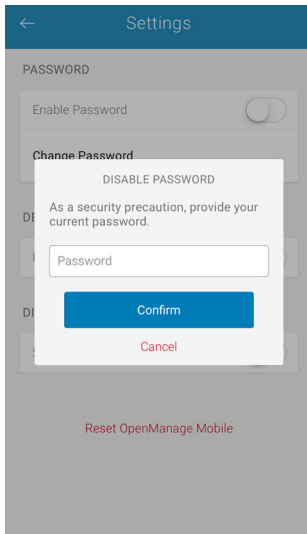 Settings
PASSWORD
Enable Password
Change Password
DISABLE PASSWORD
As a security precaution, provide your
current password.
Password
Confirm
Cancel
Reset OpenManage Mobile